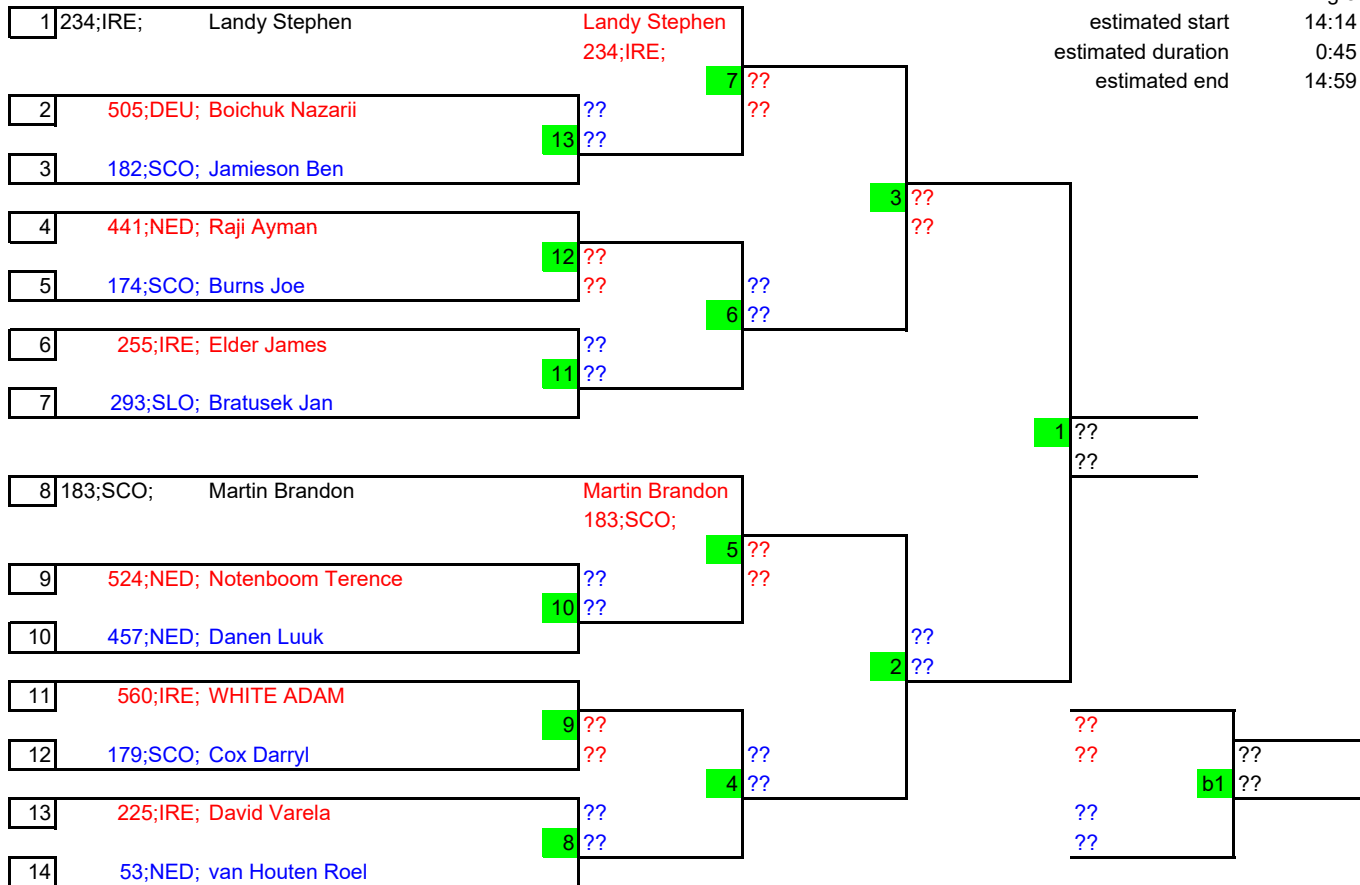 1 234;IRE; Landy Stephen Landy Stephen estimated start 14:14
234;IRE; estimated duration 0:45
7 ?? estimated end 14:59
2 505;DEU; Boichuk Nazarii ?? ??
13 ??
3 182;SCO; Jamieson Ben
3 ??
4 441;NED; Raji Ayman ??
12 ??
5 174;SCO; Burns Joe ?? ??
6 ??
6 255;IRE; Elder James ??
11 ??
7 293;SLO; Bratusek Jan
1 ??
??
8 183;SCO; Martin Brandon Martin Brandon
183;SCO;
5 ??
9 524;NED; Notenboom Terence ?? ??
10 ??
10 457;NED; Danen Luuk ??
2 ??
11 560;IRE; WHITE ADAM
9 ?? ??
12 179;SCO; Cox Darryl ?? ?? ?? ??
4 ?? b1 ??
13 225;IRE; David Varela ?? ??
8 ?? ??
14 53;NED; van Houten Roel